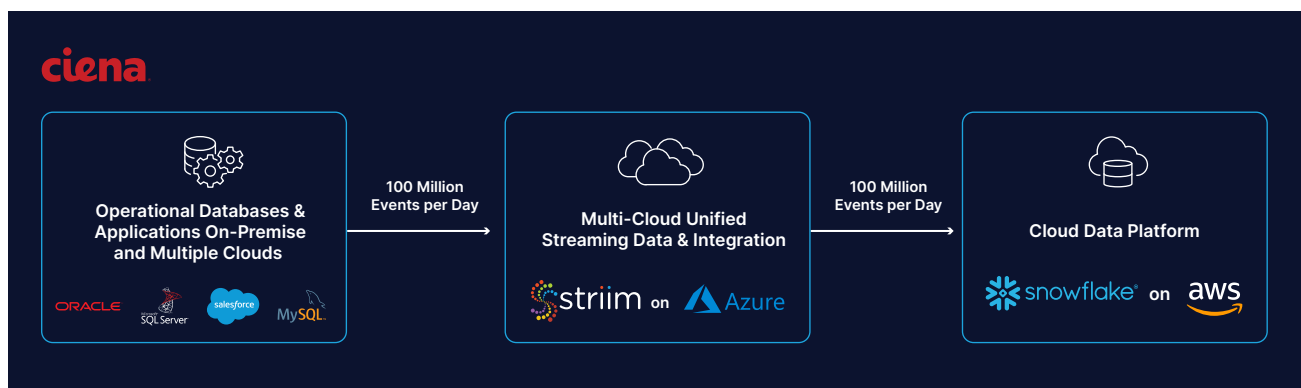 ciena
100 Million
Events per Day
100 Million
Events per Day
Operational Databases &
Applications On-Premise
and Multiple Clouds
Multi-Cloud Unified
Streaming Data & Integration
Cloud Data Platform
ORACLE
Microsoft
SQL Server
salesforce
MySQL
striim on Azure
snowflake® on aws